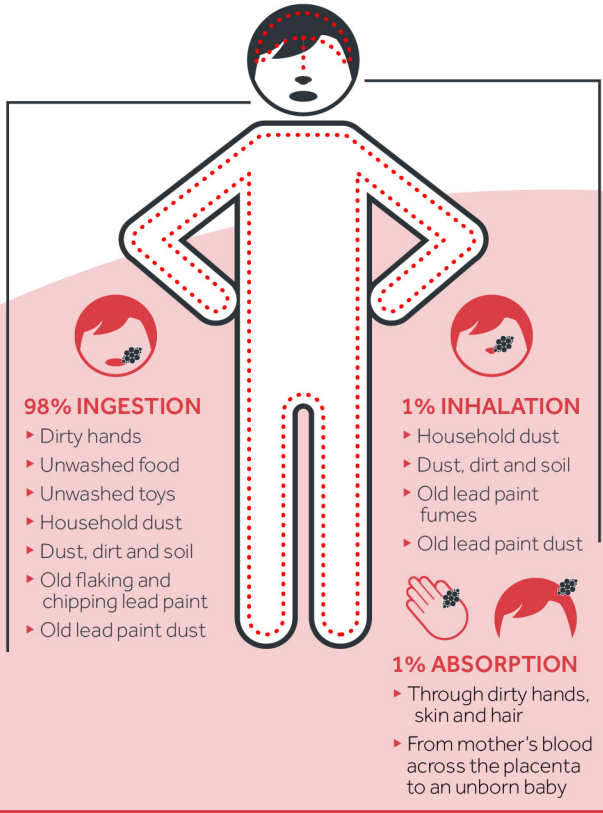 98% INGESTION
▸ Dirty hands
▸ Unwashed food
▸ Unwashed toys
▸ Household dust
▸ Dust, dirt and soil
▸ Old flaking and
chipping lead paint
▸ Old lead paint dust
1% INHALATION
▸ Household dust
▸ Dust, dirt and soil
▸ Old lead paint
fumes
▸ Old lead paint dust
1% ABSORPTION
▸ Through dirty hands,
skin and hair
▸ From mother's blood
across the placenta
to an unborn baby